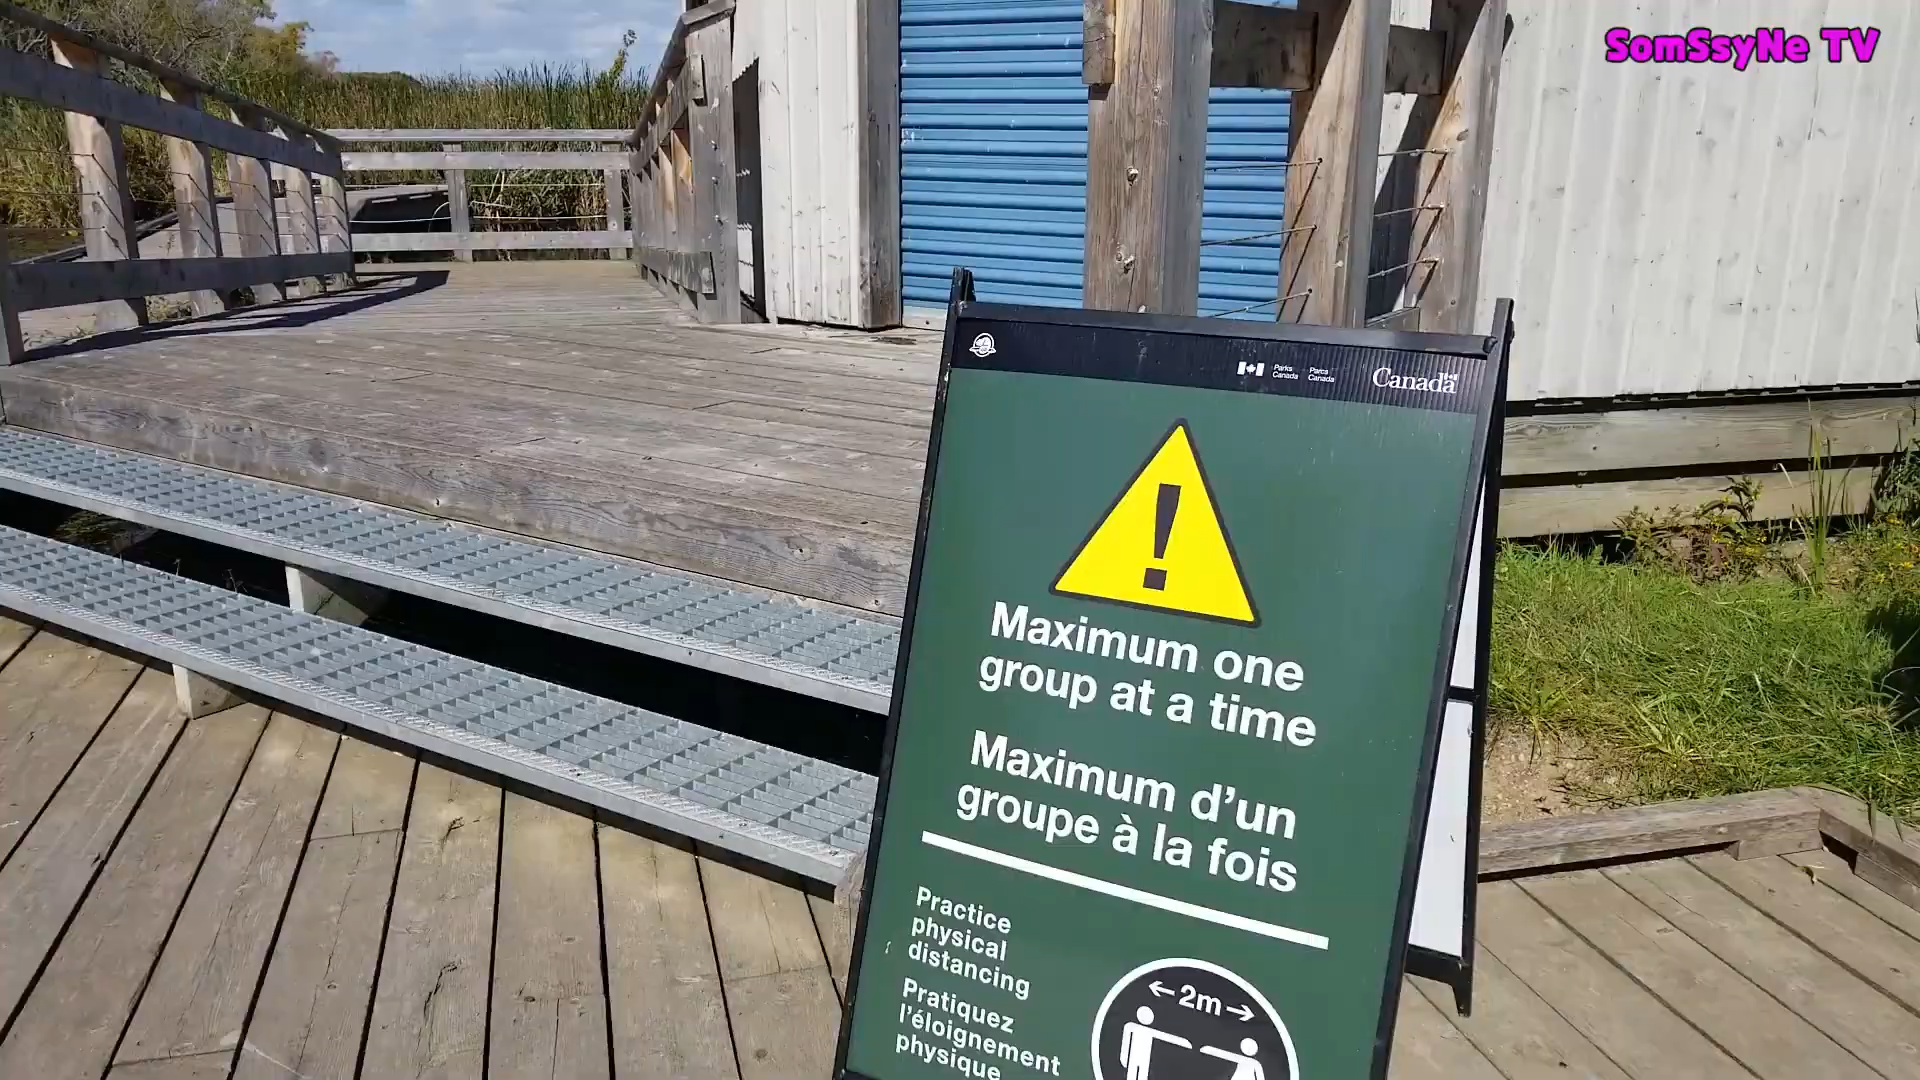 SomSsyNe TV
Parks Canada
Parcs Canada
Canada
Maximum one
group at a time
Maximum d'un
groupe à la fois
Practice
physical
distancing
Pratiquez
l'éloignement
physique
←2m→